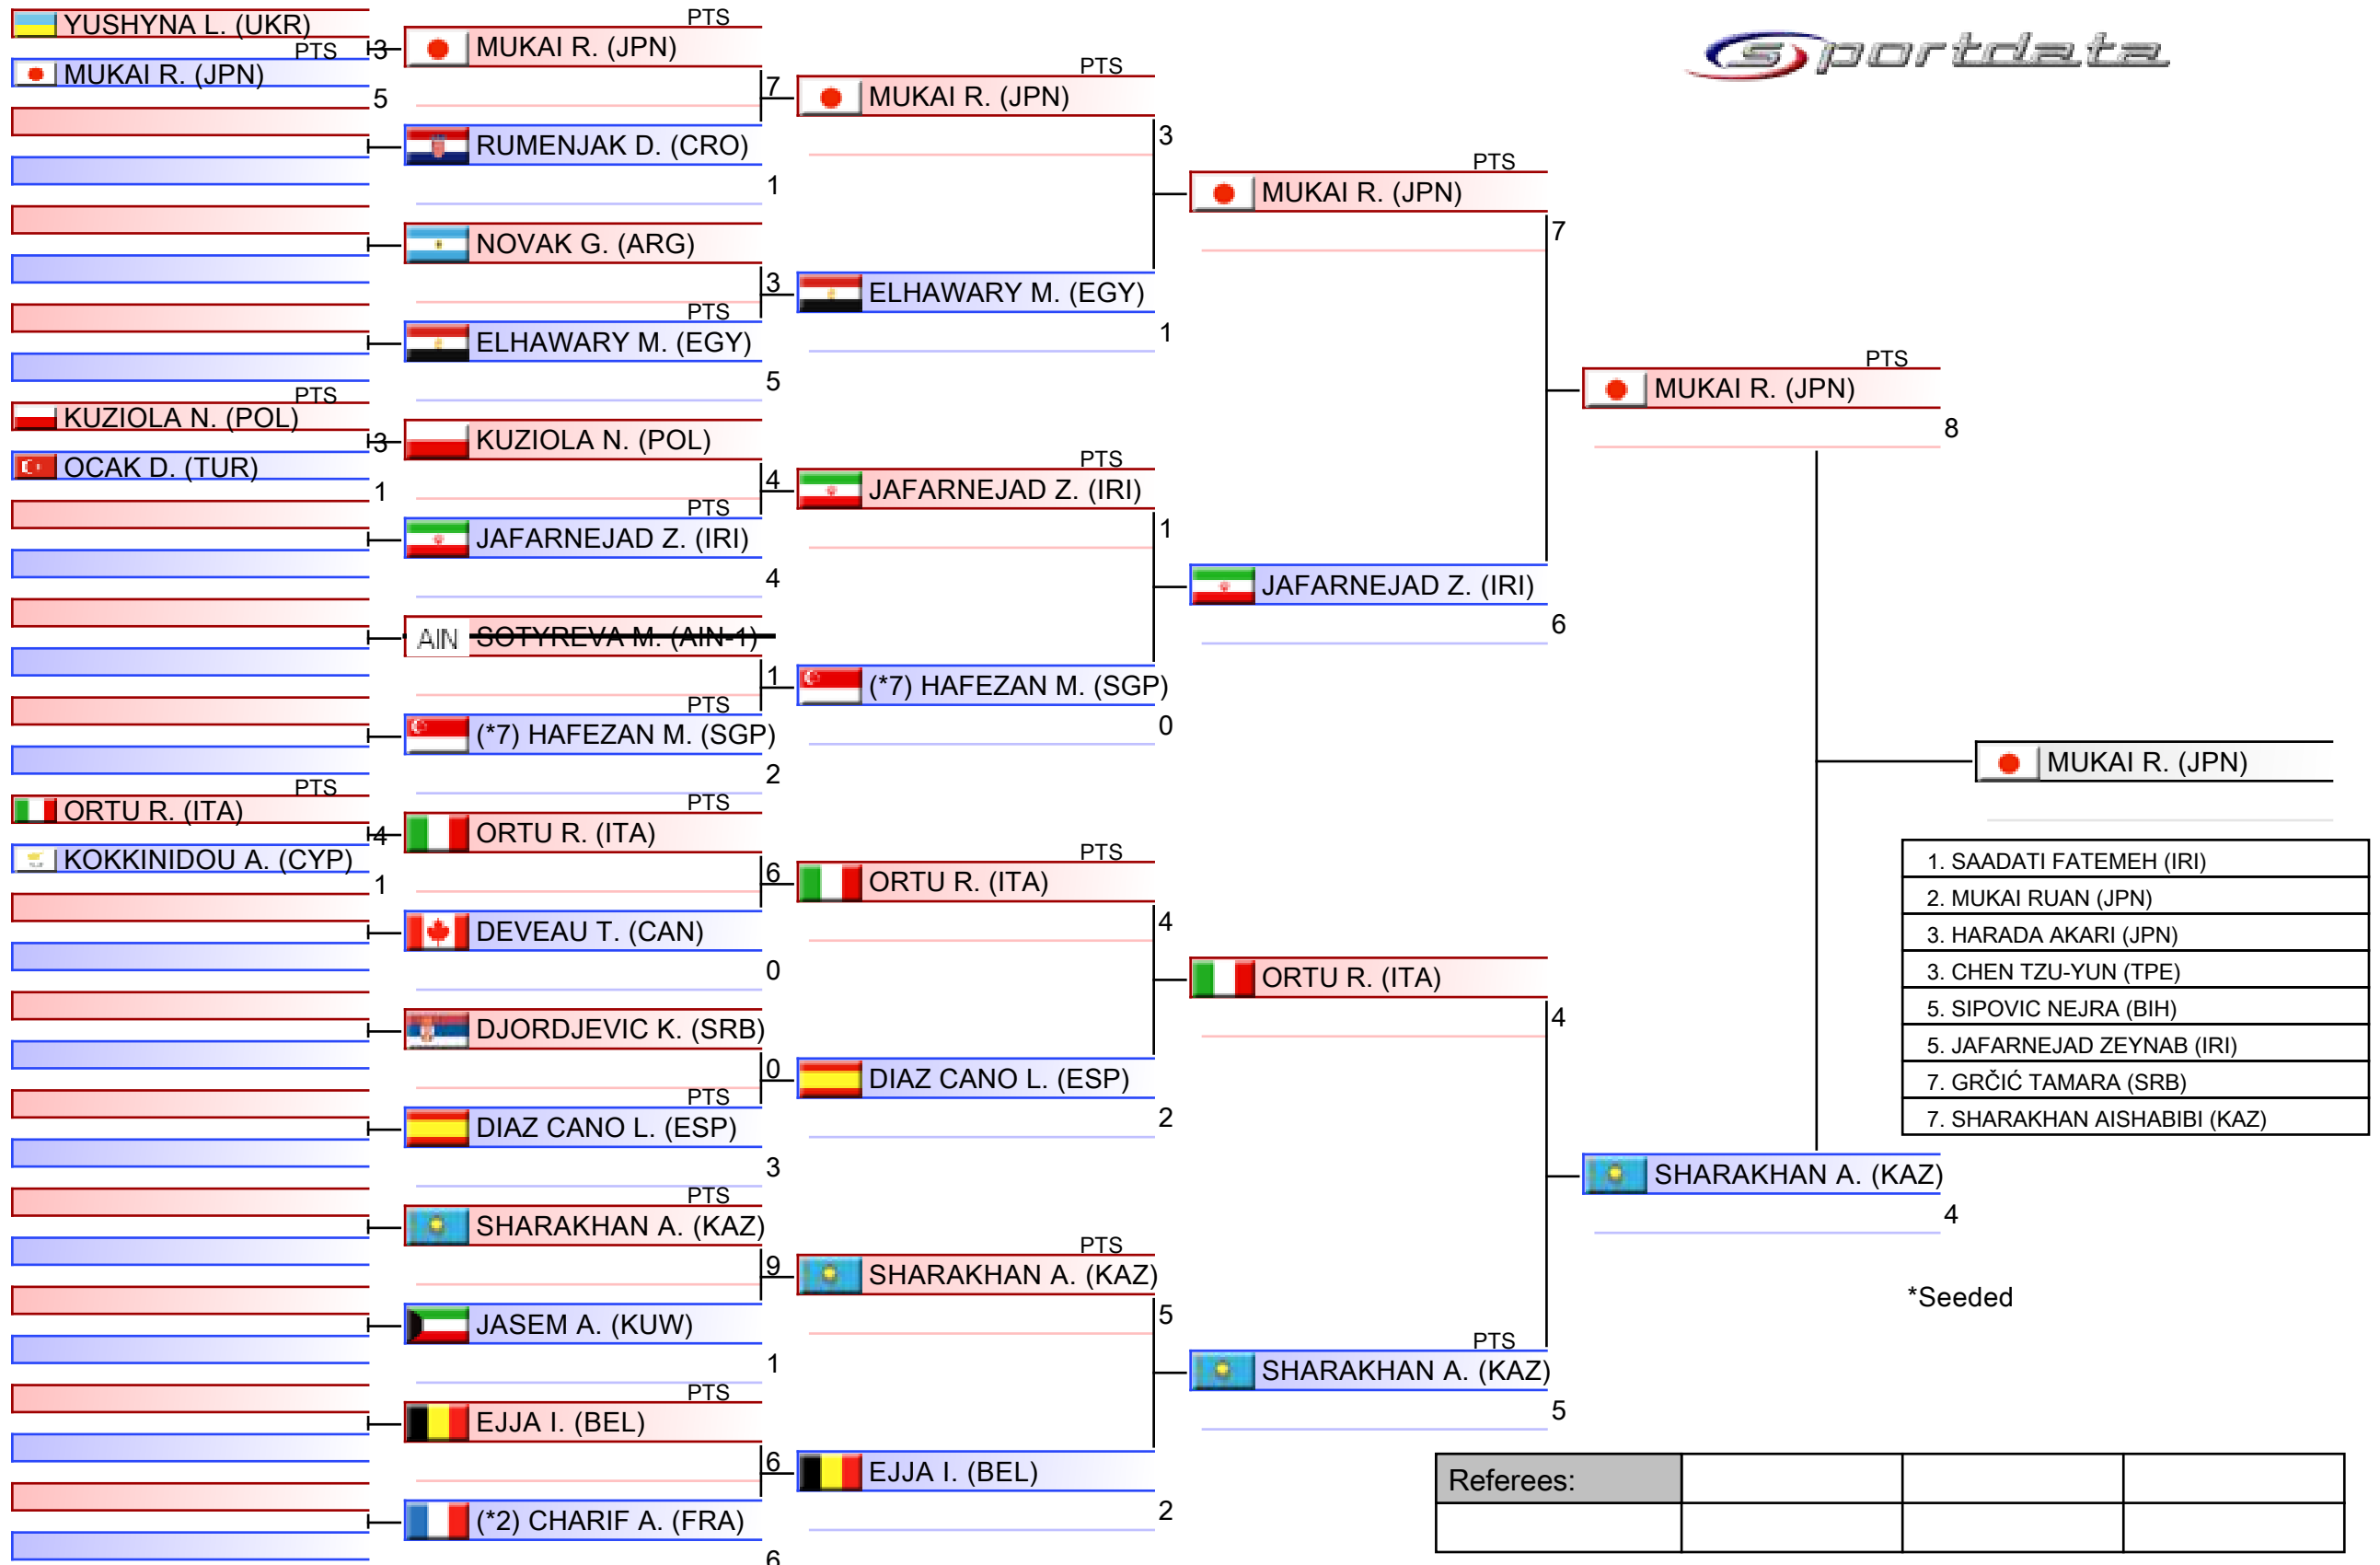 sportdata
YUSHYNA L. (UKR)
PTS
3
MUKAI R. (JPN)
5
KUZIOLA N. (POL)
PTS
3
OCAK D. (TUR)
1
ORTU R. (ITA)
PTS
4
KOKKINIDOU A. (CYP)
1
MUKAI R. (JPN)
PTS
7
RUMENJAK D. (CRO)
1
NOVAK G. (ARG)
3
PTS
ELHAWARY M. (EGY)
5
KUZIOLA N. (POL)
4
PTS
JAFARNEJAD Z. (IRI)
4
AIN SOTYREVA M. (AIN-1)
1
PTS
(*7) HAFEZAN M. (SGP)
2
PTS
ORTU R. (ITA)
6
DEVEAU T. (CAN)
0
DJORDJEVIC K. (SRB)
0
PTS
DIAZ CANO L. (ESP)
3
PTS
SHARAKHAN A. (KAZ)
9
JASEM A. (KUW)
1
PTS
EJJA I. (BEL)
6
(*2) CHARIF A. (FRA)
6
PTS
MUKAI R. (JPN)
3
ELHAWARY M. (EGY)
1
PTS
JAFARNEJAD Z. (IRI)
1
(*7) HAFEZAN M. (SGP)
0
PTS
ORTU R. (ITA)
4
DIAZ CANO L. (ESP)
2
PTS
SHARAKHAN A. (KAZ)
5
EJJA I. (BEL)
2
PTS
MUKAI R. (JPN)
7
JAFARNEJAD Z. (IRI)
6
ORTU R. (ITA)
4
PTS
SHARAKHAN A. (KAZ)
5
PTS
MUKAI R. (JPN)
8
SHARAKHAN A. (KAZ)
4
MUKAI R. (JPN)
1. SAADATI FATEMEH (IRI)
2. MUKAI RUAN (JPN)
3. HARADA AKARI (JPN)
3. CHEN TZU-YUN (TPE)
5. SIPOVIC NEJRA (BIH)
5. JAFARNEJAD ZEYNAB (IRI)
7. GRČIĆ TAMARA (SRB)
7. SHARAKHAN AISHABIBI (KAZ)
*Seeded
Referees: